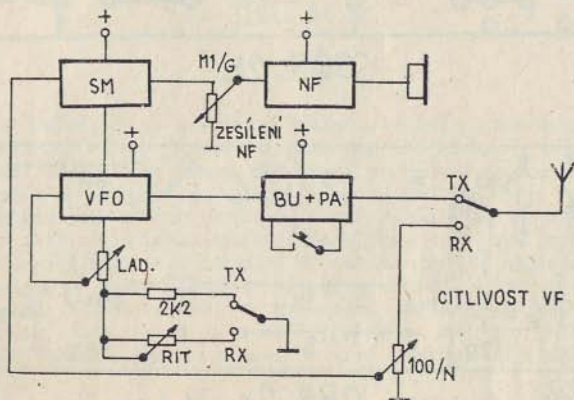 +
+
SM
M1/G
NF
ZESÍLENÍ
NF
+
+
VFO
BU + PA
TX
RX
LAD.
TX
2k2
CITLIVOST VF
RIT
RX
100/N